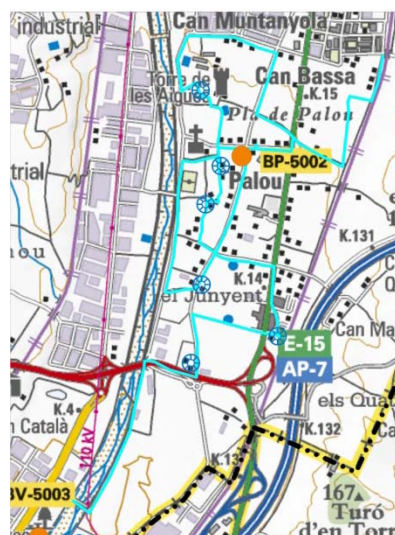 industrial
Can Muntanyola
Torre de
les Aigües
Can Bassa
K.15
Pla de Palou
BP-5002
Palou
K.131
K.14
el Junyent
E-15
AP-7
Can Ma
els Qua
K.4
n Català
K.132
K.13
110 kV
BV-5003
167
Turó
d'en Torr